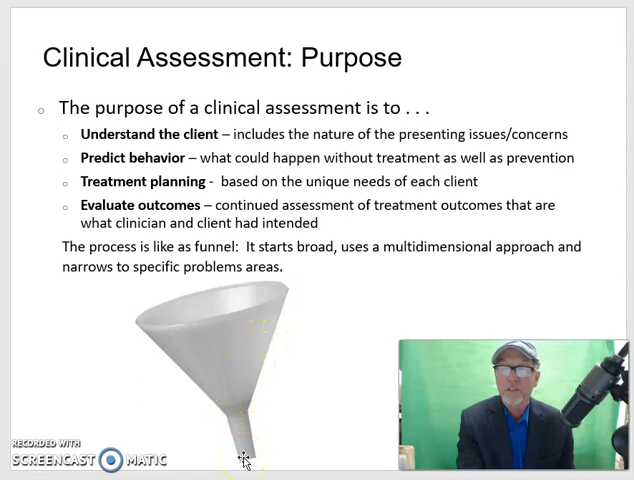 Clinical Assessment: Purpose
The purpose of a clinical assessment is to . . .
Understand the client – includes the nature of the presenting issues/concerns
Predict behavior – what could happen without treatment as well as prevention
Treatment planning - based on the unique needs of each client
Evaluate outcomes – continued assessment of treatment outcomes that are
what clinician and client had intended
The process is like as funnel: It starts broad, uses a multidimensional approach and
narrows to specific problems areas.
RECORDED WITH
SCREENCAST MATIC